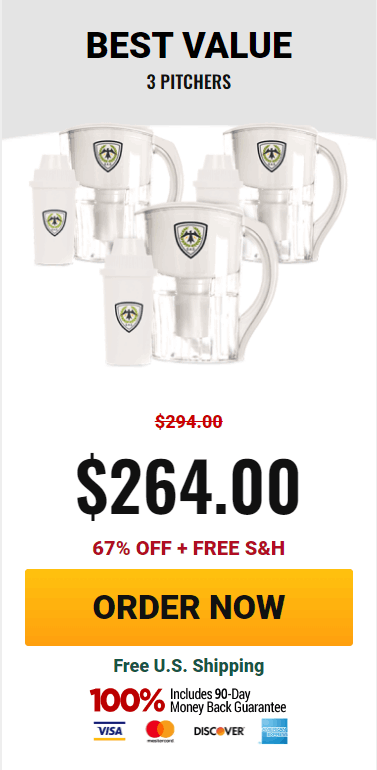 BEST VALUE
3 PITCHERS
$294.00
$264.00
67% OFF + FREE S&H
ORDER NOW
Free U.S. Shipping
100% Includes 90-Day
Money Back Guarantee
VISA mastercard DISCOVER AMERICAN EXPRESS